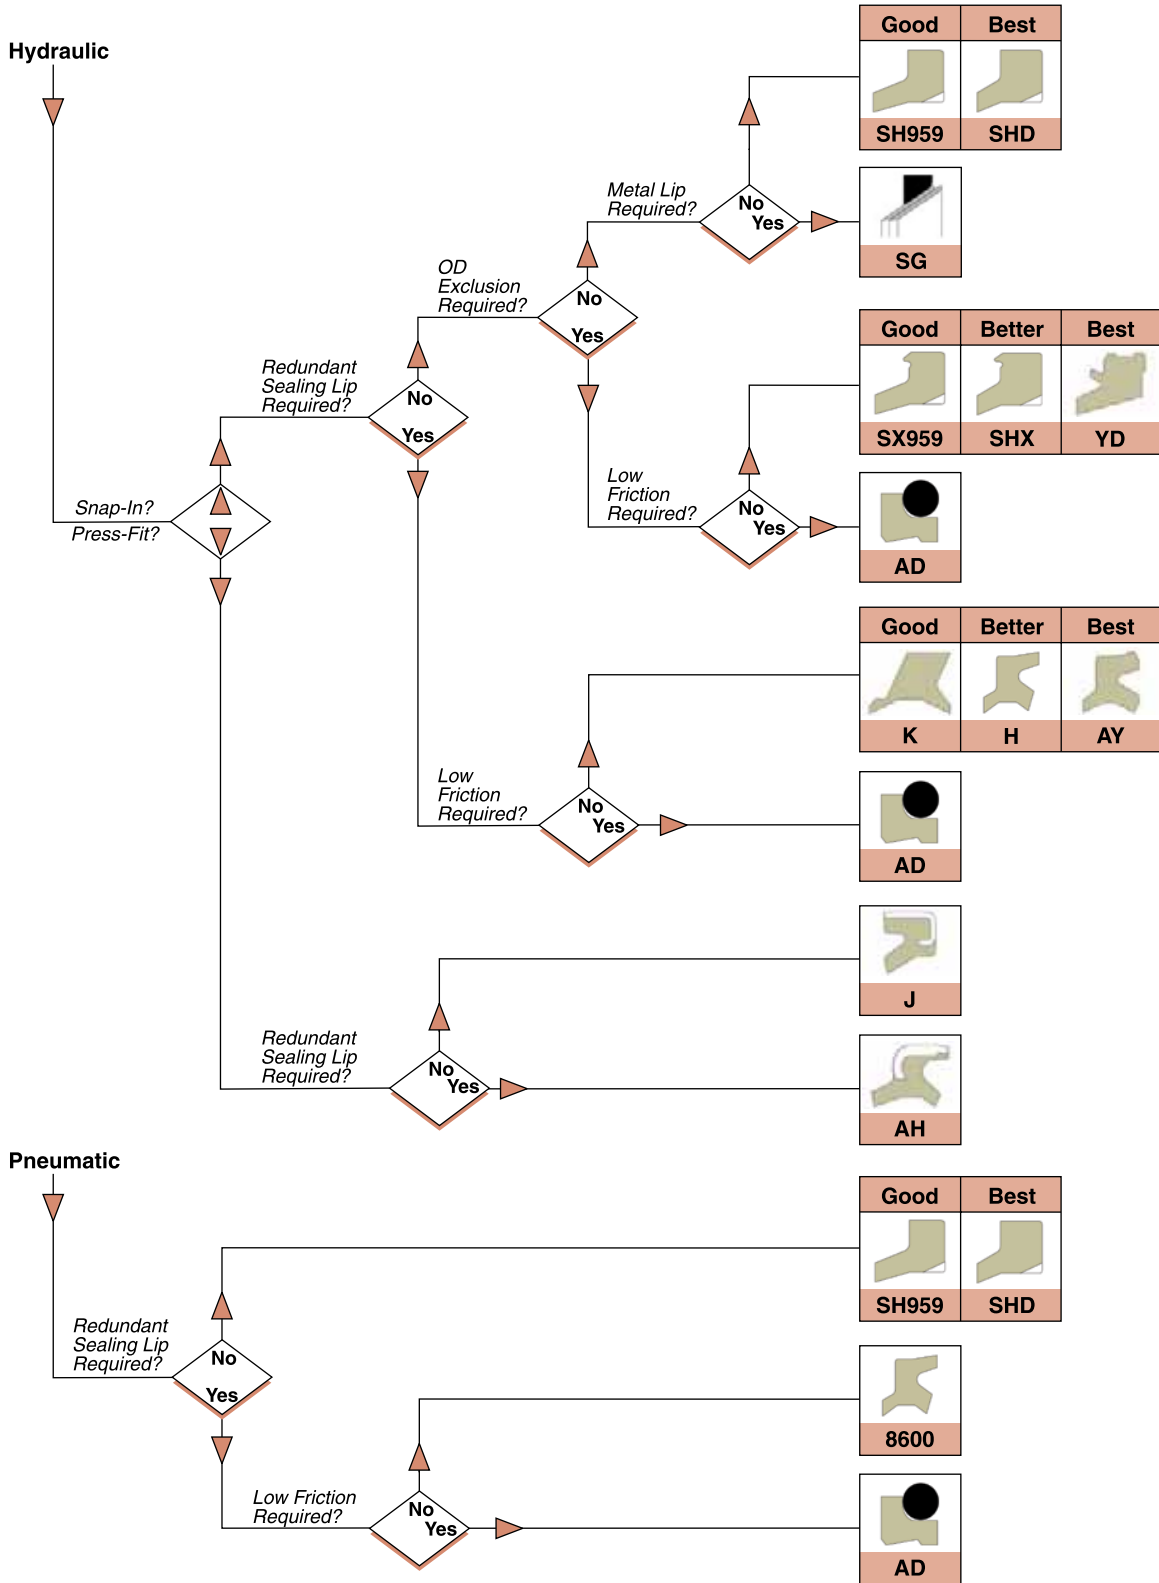 Good Best
Hydraulic
SH959 SHD
Metal Lip
Required?
No
Yes
SG
OD
Exclusion
Required?
No
Yes
Good Better Best
SX959 SHX YD
Redundant
Sealing Lip
Required?
No
Yes
Low
Friction
Required?
No
Yes
AD
Snap-In?
Press-Fit?
Good Better Best
K H AY
Low
Friction
Required?
No
Yes
AD
J
Redundant
Sealing Lip
Required?
No
Yes
AH
Pneumatic
Good Best
SH959 SHD
Redundant
Sealing Lip
Required?
No
Yes
8600
Low Friction
Required?
No
Yes
AD